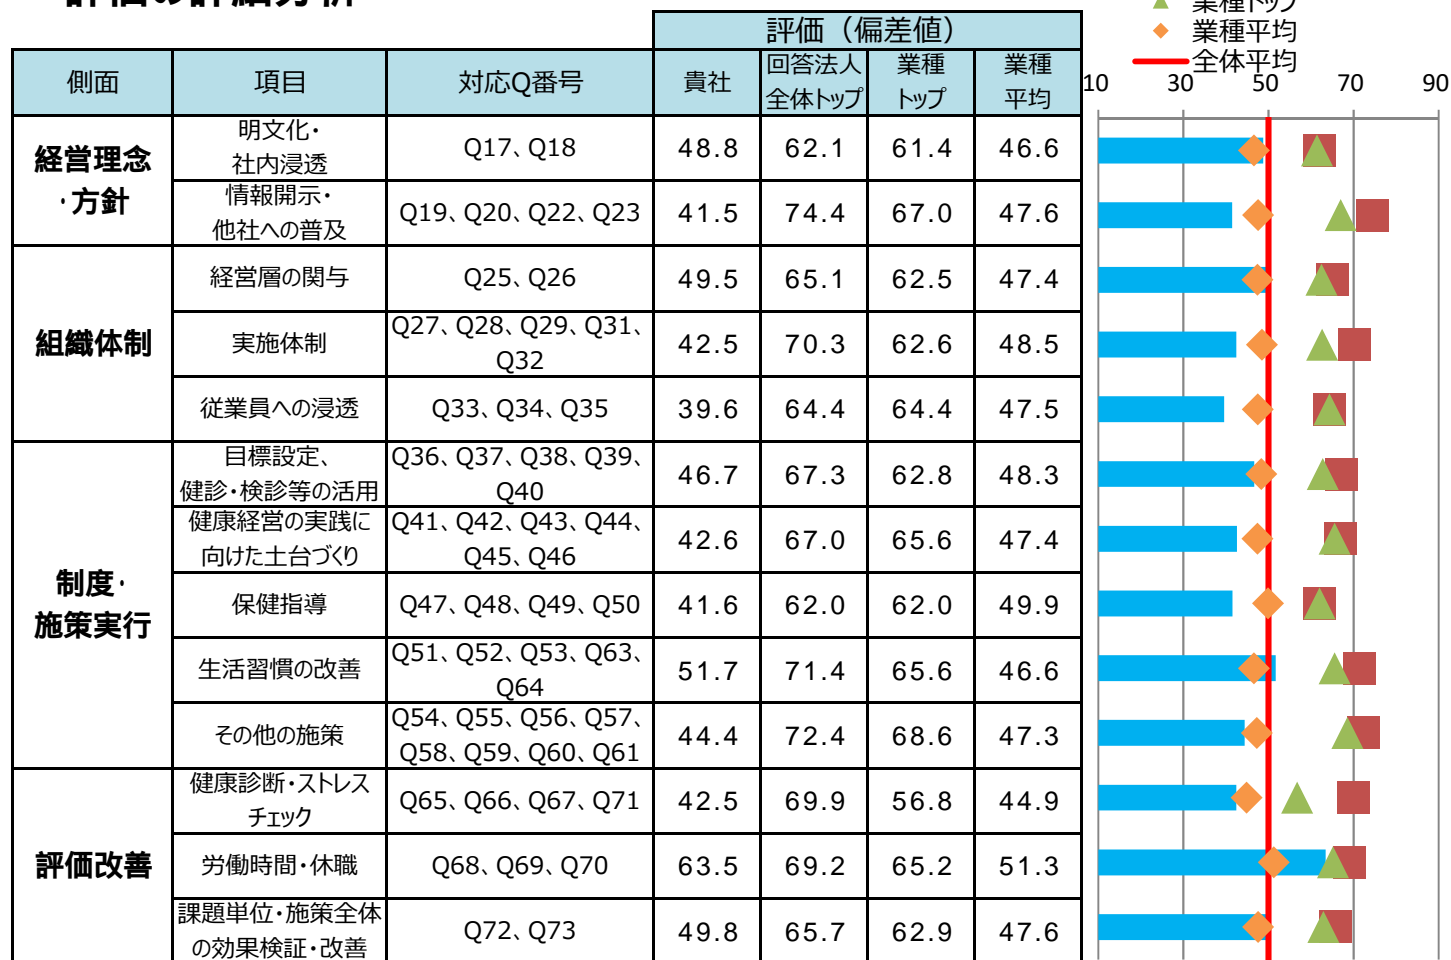 評価の詳細分析
業種トップ
業種平均
全体平均
評価（偏差値）
側面 項目 対応Q番号 貴社 回答法人 業種 業種
全体トップ トップ 平均
10 30 50 70 90
経営理念
・方針
明文化・
社内浸透
Q17、Q18 48.8 62.1 61.4 46.6
情報開示・
他社への普及
Q19、Q20、Q22、Q23 41.5 74.4 67.0 47.6
組織体制
経営層の関与 Q25、Q26 49.5 65.1 62.5 47.4
実施体制
Q27、Q28、Q29、Q31、
Q32
42.5 70.3 62.6 48.5
従業員への浸透 Q33、Q34、Q35 39.6 64.4 64.4 47.5
制度・
施策実行
目標設定、
健診・検診等の活用
Q36、Q37、Q38、Q39、
Q40
46.7 67.3 62.8 48.3
健康経営の実践に
向けた土台づくり
Q41、Q42、Q43、Q44、
Q45、Q46
42.6 67.0 65.6 47.4
保健指導 Q47、Q48、Q49、Q50 41.6 62.0 62.0 49.9
生活習慣の改善
Q51、Q52、Q53、Q63、
Q64
51.7 71.4 65.6 46.6
その他の施策
Q54、Q55、Q56、Q57、
Q58、Q59、Q60、Q61
44.4 72.4 68.6 47.3
評価改善
健康診断・ストレス
チェック
Q65、Q66、Q67、Q71 42.5 69.9 56.8 44.9
労働時間・休職 Q68、Q69、Q70 63.5 69.2 65.2 51.3
課題単位・施策全体
の効果検証・改善
Q72、Q73 49.8 65.7 62.9 47.6